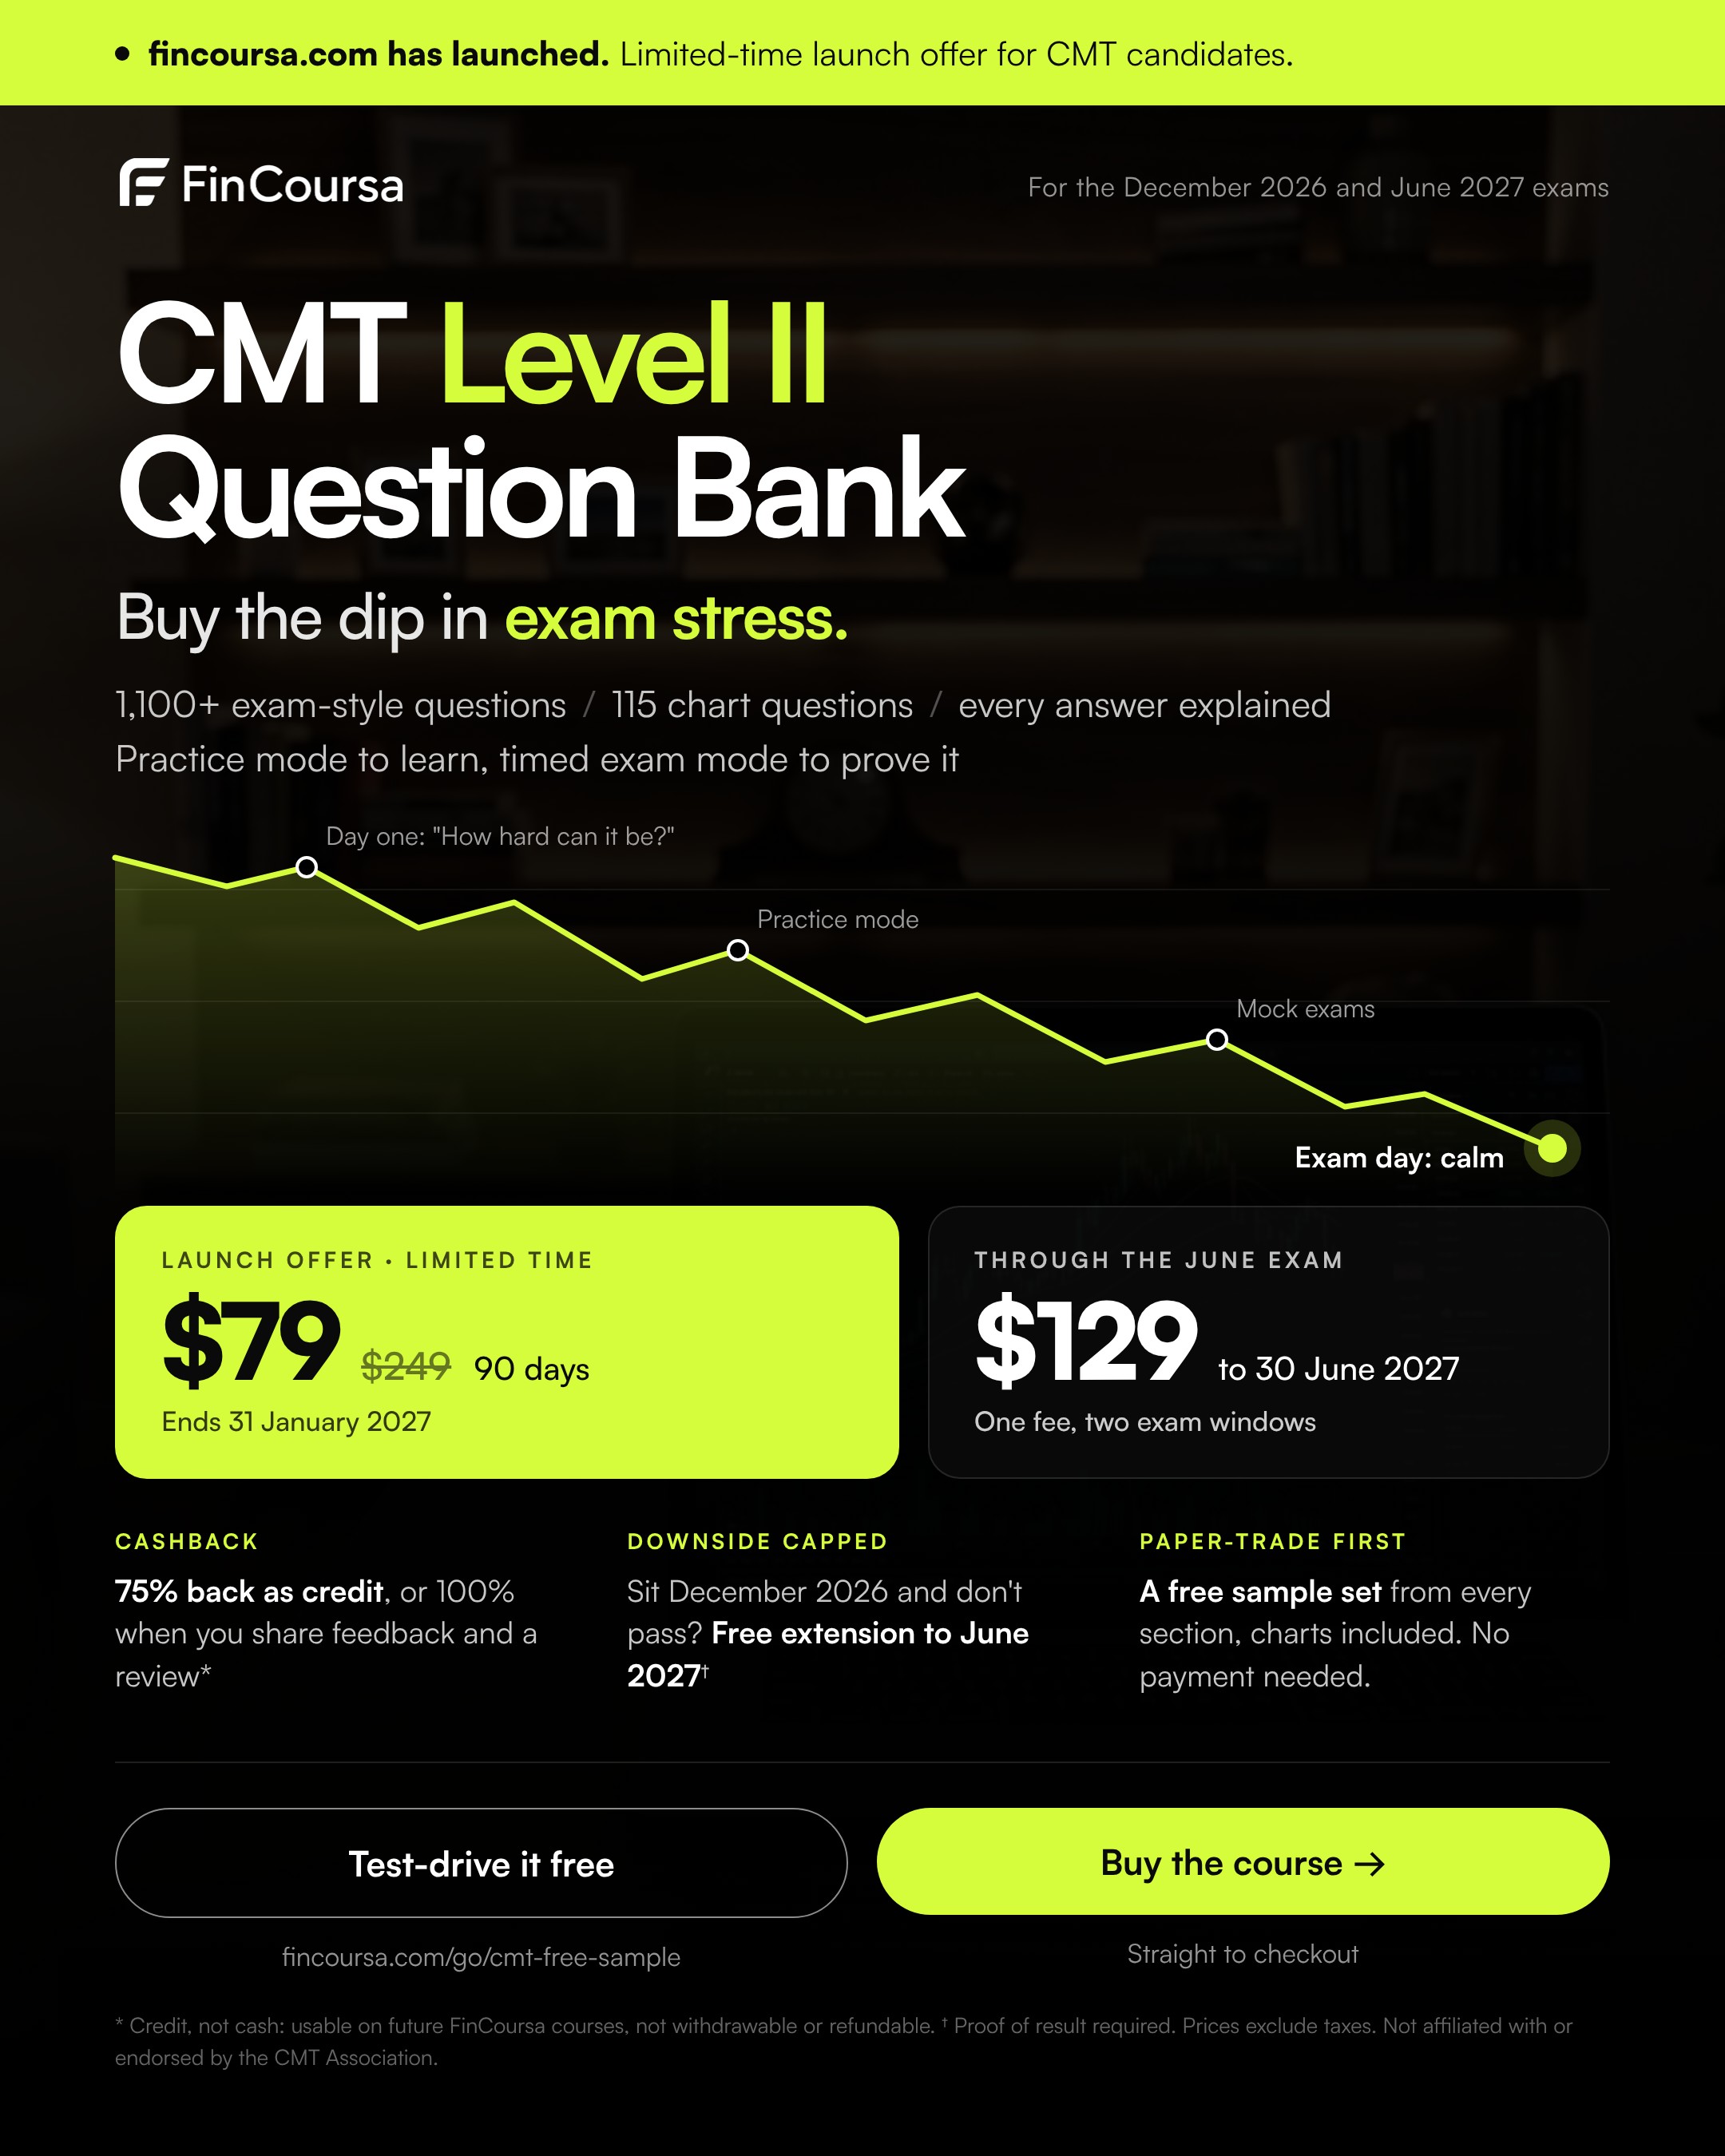 • fincoursa.com has launched. Limited-time launch offer for CMT candidates.
FinCoursa
For the December 2026 and June 2027 exams
CMT Level II
Question Bank
Buy the dip in exam stress.
1,100+ exam-style questions / 115 chart questions / every answer explained
Practice mode to learn, timed exam mode to prove it
Day one: "How hard can it be?"
Practice mode
Mock exams
Exam day: calm
LAUNCH OFFER · LIMITED TIME
$79 $249 90 days
Ends 31 January 2027
THROUGH THE JUNE EXAM
$129 to 30 June 2027
One fee, two exam windows
CASHBACK
75% back as credit, or 100%
when you share feedback and a
review*
DOWNSIDE CAPPED
Sit December 2026 and don't
pass? Free extension to June
2027†
PAPER-TRADE FIRST
A free sample set from every
section, charts included. No
payment needed.
Test-drive it free
fincoursa.com/go/cmt-free-sample
Buy the course →
Straight to checkout
* Credit, not cash: usable on future FinCoursa courses, not withdrawable or refundable. † Proof of result required. Prices exclude taxes. Not affiliated with or
endorsed by the CMT Association.